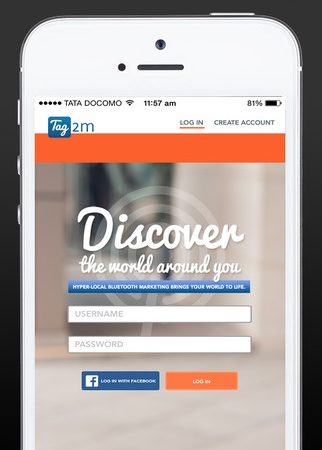 TATA DOCOMO 11:57 am 81%
Tag2m LOG IN CREATE ACCOUNT
Discover
the world around you
HYPER-LOCAL BLUETOOTH MARKETING BRINGS YOUR WORLD TO LIFE.
USERNAME
PASSWORD
f LOG IN WITH FACEBOOK LOG IN